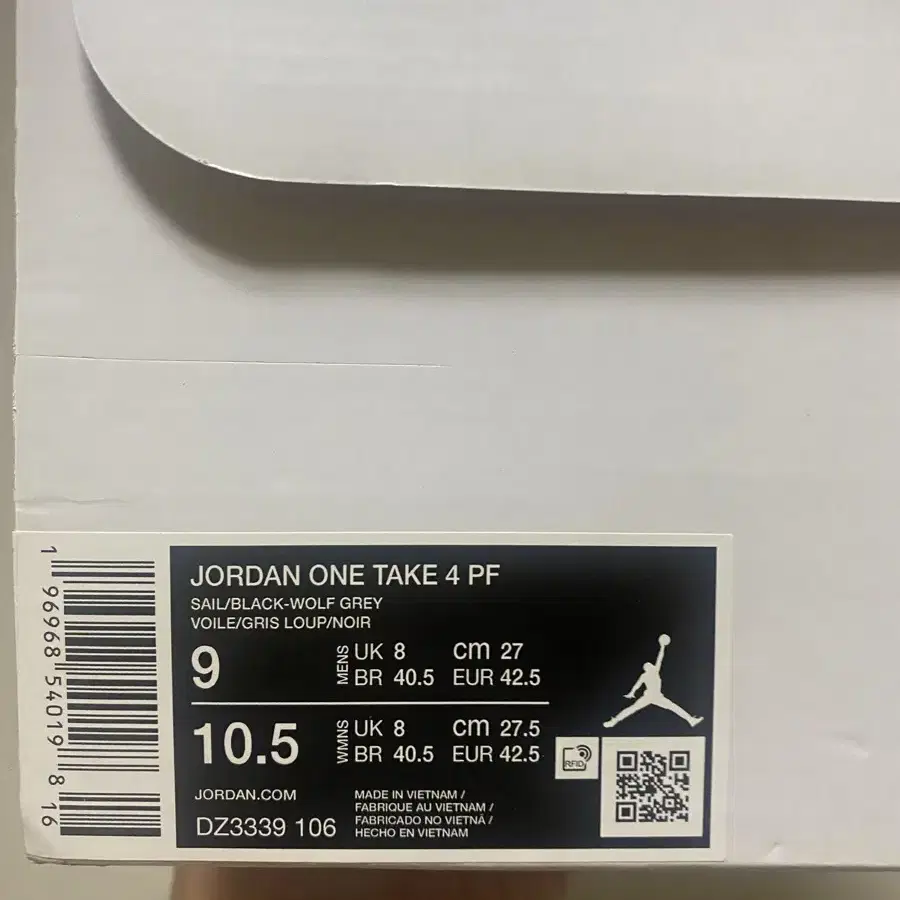 JORDAN ONE TAKE 4 PF
SAIL/BLACK-WOLF GREY
VOILE/GRIS LOUP/NOIR
9
MENS
UK 8 cm 27
BR 40.5 EUR 42.5
10.5
WMNS
UK 8 cm 27.5
BR 40.5 EUR 42.5
RFID
JORDAN.COM
DZ3339 106
MADE IN VIETNAM /
FABRIQUE AU VIETNAM /
FABRICADO NO VIETNÃ /
HECHO EN VIETNAM
1 96968 54019 8 16